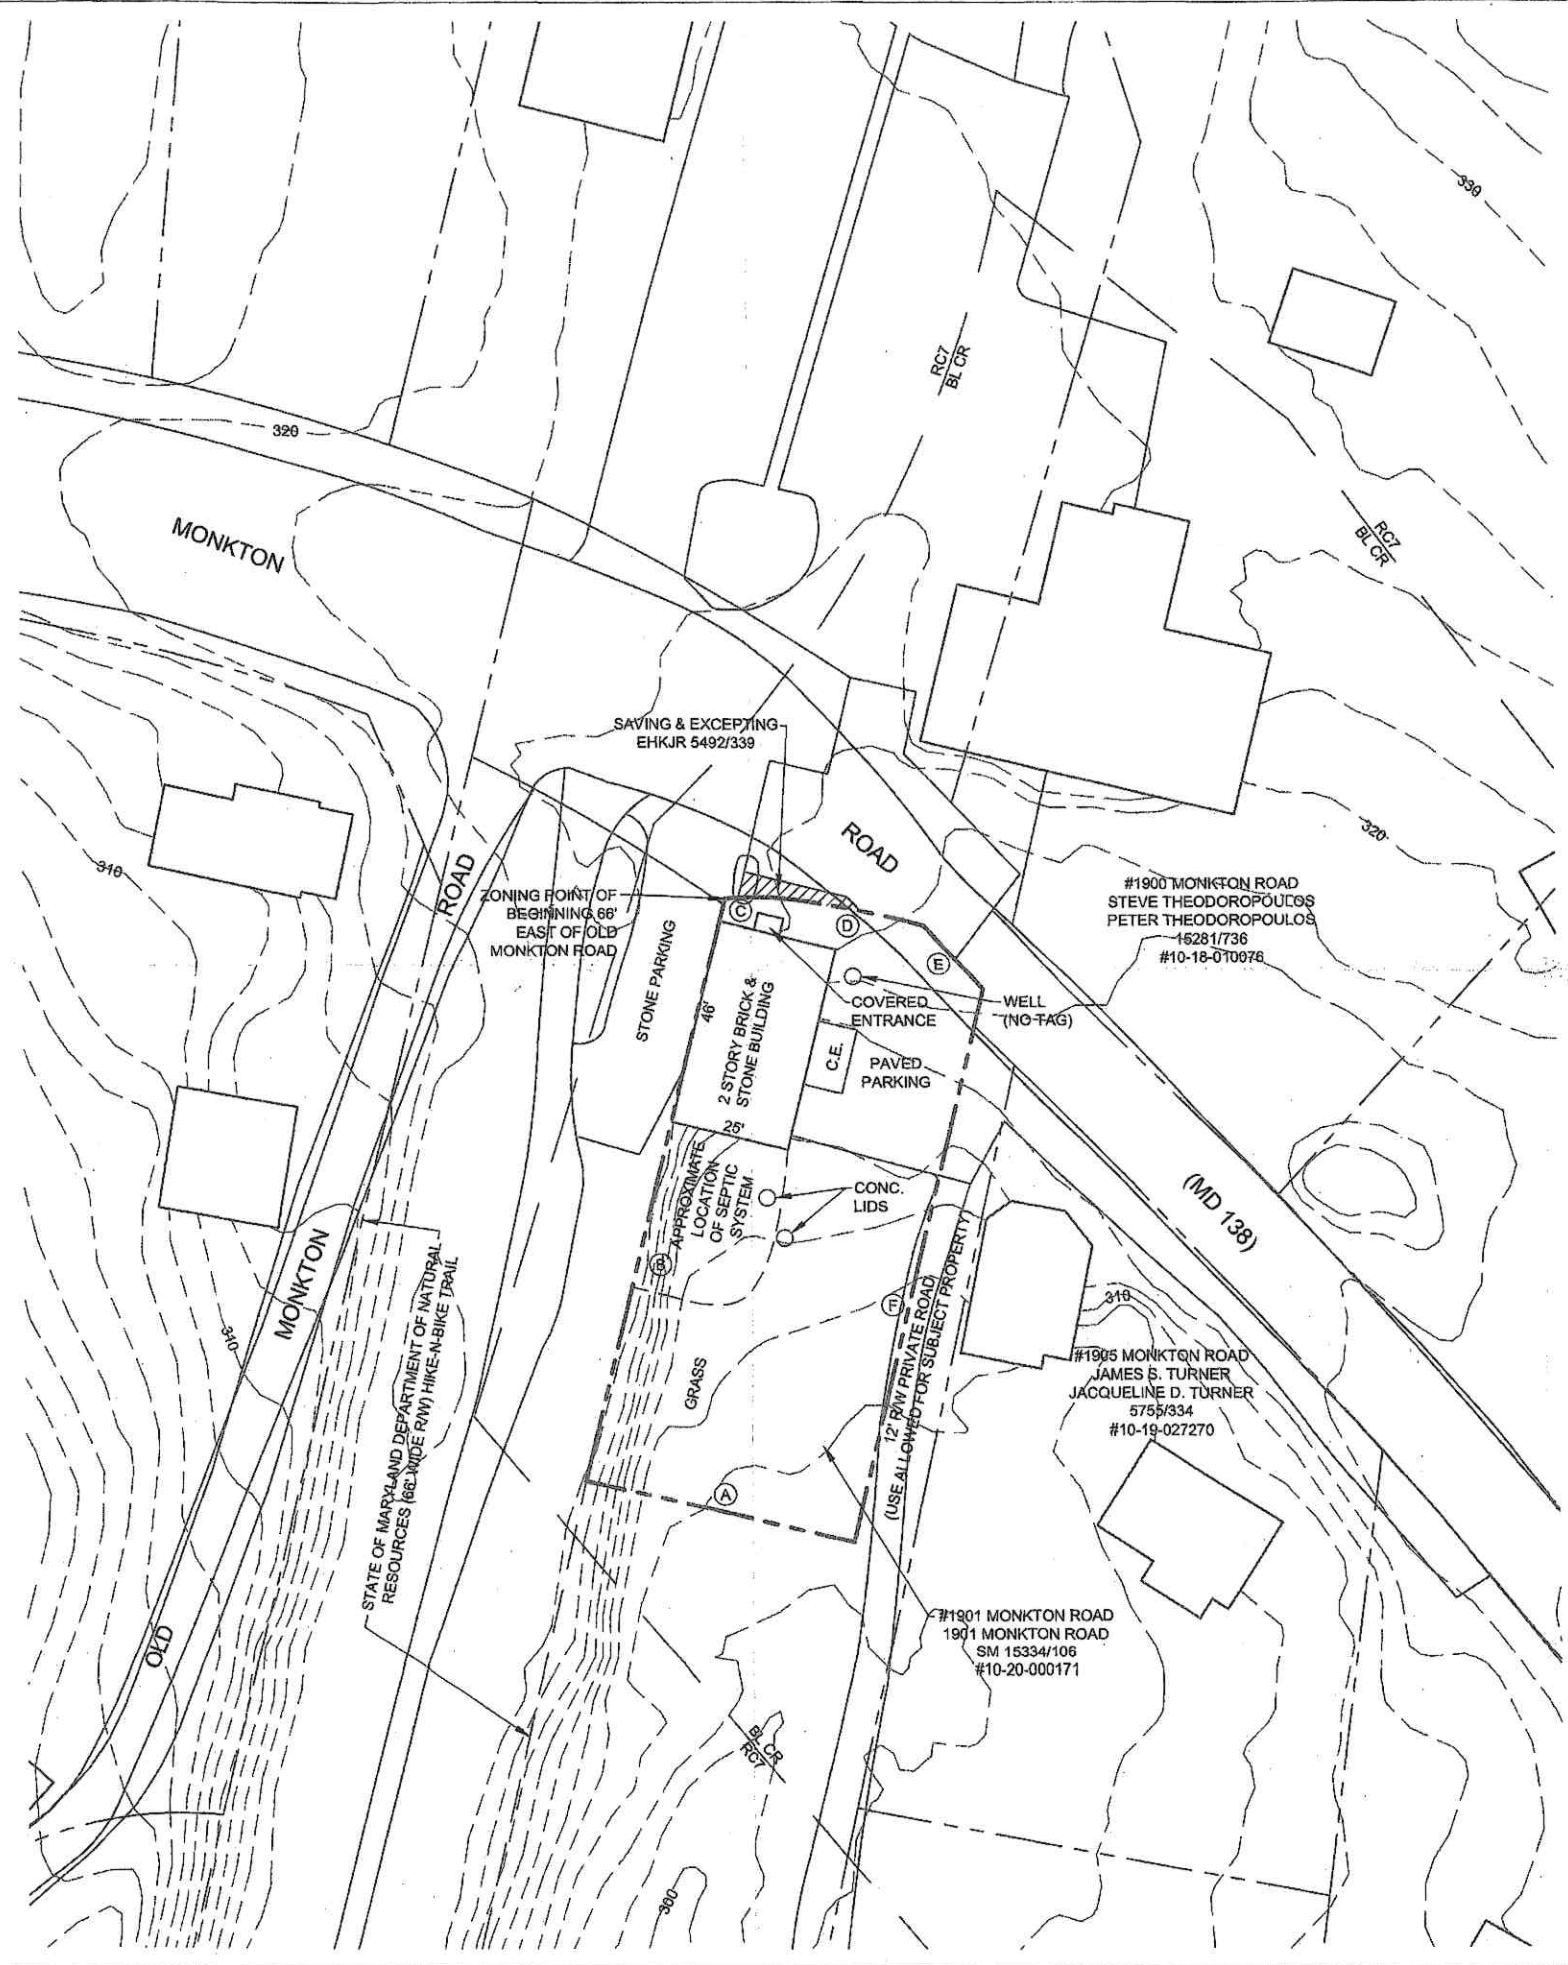 330
RC7
BL CR
320
MONKTON
RC7
BL CR
SAVING & EXCEPTING
EHKJR 5492/339
ROAD
320
310
ROAD
ZONING POINT OF
BEGINNING 66'
EAST OF OLD
MONKTON ROAD
C
D
E
#1900 MONKTON ROAD
STEVE THEODOROPOULOS
PETER THEODOROPOULOS
15281/736
#10-18-010076
STONE PARKING
46'
2 STORY BRICK &
STONE BUILDING
COVERED
ENTRANCE
WELL
(NO TAG)
C.E.
PAVED
PARKING
25'
APPROXIMATE
LOCATION
OF SEPTIC
SYSTEM
CONC.
LIDS
(MD 138)
MONKTON
310
STATE OF MARYLAND DEPARTMENT OF NATURAL
RESOURCES (66' WIDE R/W) HIKE-N-BIKE TRAIL
B
F
12' R/W PRIVATE ROAD
(USE ALLOWED FOR SUBJECT PROPERTY)
310
GRASS
#1905 MONKTON ROAD
JAMES S. TURNER
JACQUELINE D. TURNER
5755/334
#10-19-027270
A
OLD
#1901 MONKTON ROAD
1901 MONKTON ROAD
SM 15334/106
#10-20-000171
BL CR
RC7
300